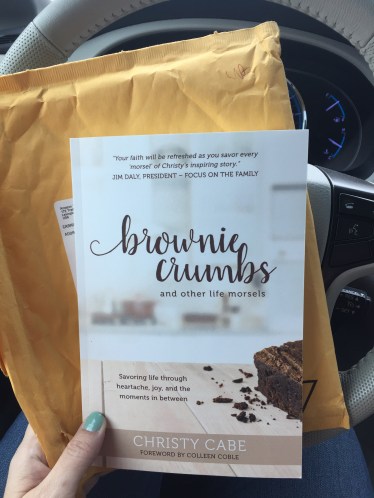 "Your faith will be refreshed as you savor every
'morsel' of Christy's inspiring story."
JIM DALY, PRESIDENT – FOCUS ON THE FAMILY
brownie
crumbs
and other life morsels
Savoring life through
heartache, joy, and the
moments in between
CHRISTY CABE
FOREWORD BY COLLEEN COBLE